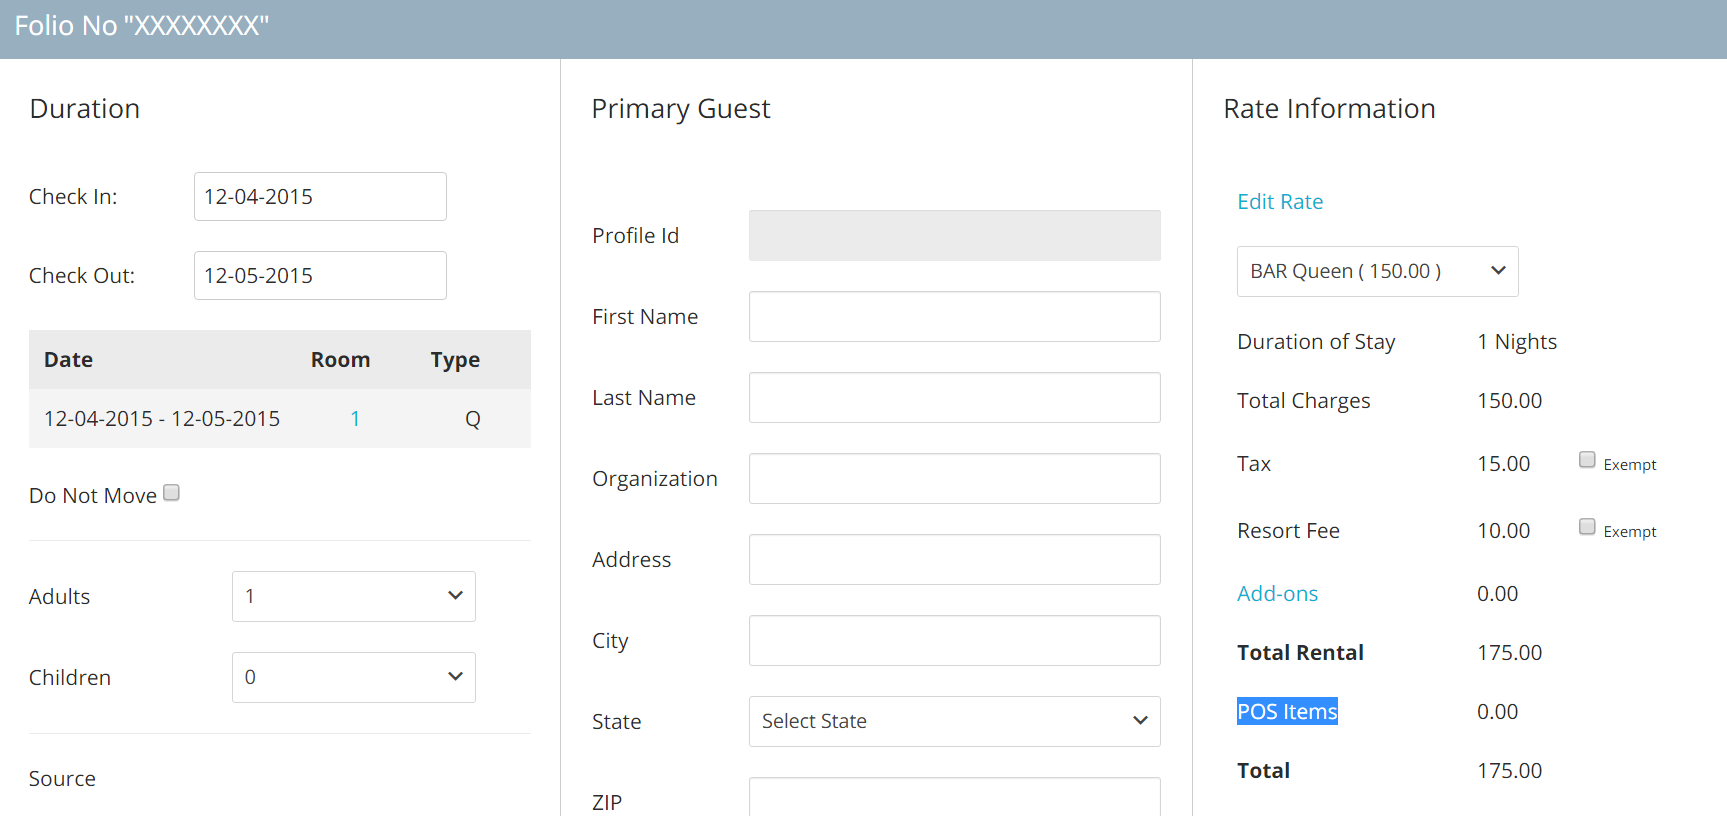 Folio No "XXXXXXXX"
Duration
Check In: 12-04-2015
Check Out: 12-05-2015
Date Room Type
12-04-2015 - 12-05-2015 1 Q
Do Not Move
Adults 1
Children 0
Source
Primary Guest
Profile Id
First Name
Last Name
Organization
Address
City
State Select State
ZIP
Rate Information
Edit Rate
BAR Queen ( 150.00 )
Duration of Stay 1 Nights
Total Charges 150.00
Tax 15.00 Exempt
Resort Fee 10.00 Exempt
Add-ons 0.00
Total Rental 175.00
POS Items 0.00
Total 175.00